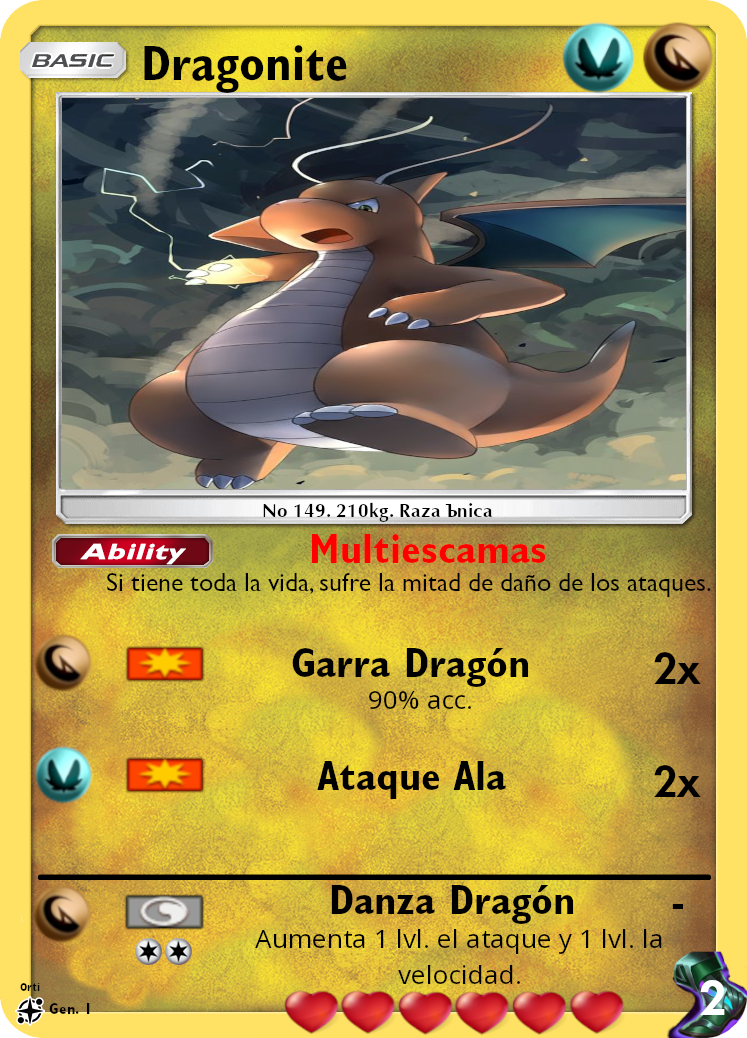 BASIC Dragonite
No 149. 210kg. Raza Ъnica
Ability Multiescamas
Si tiene toda la vida, sufre la mitad de daño de los ataques.
Garra Dragón 2x
90% acc.
Ataque Ala 2x
Danza Dragón -
Aumenta 1 lvl. el ataque y 1 lvl. la
velocidad.
Orti
Gen. I
2